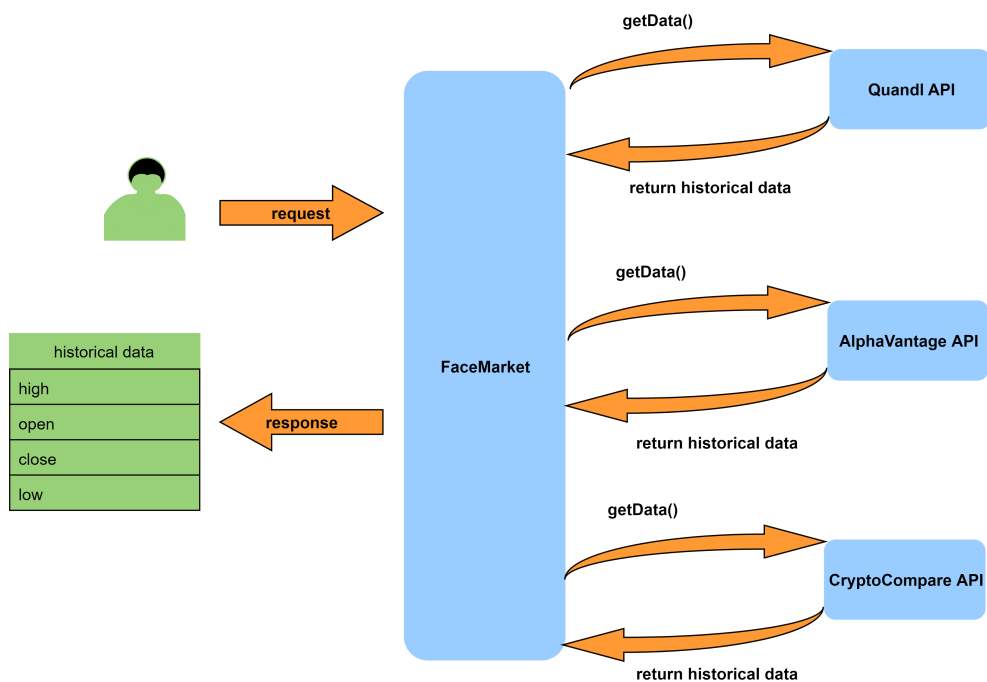 getData()
Quandl API
return historical data
request
getData()
AlphaVantage API
historical data
high
open
close
low
FaceMarket
response
return historical data
getData()
CryptoCompare API
return historical data